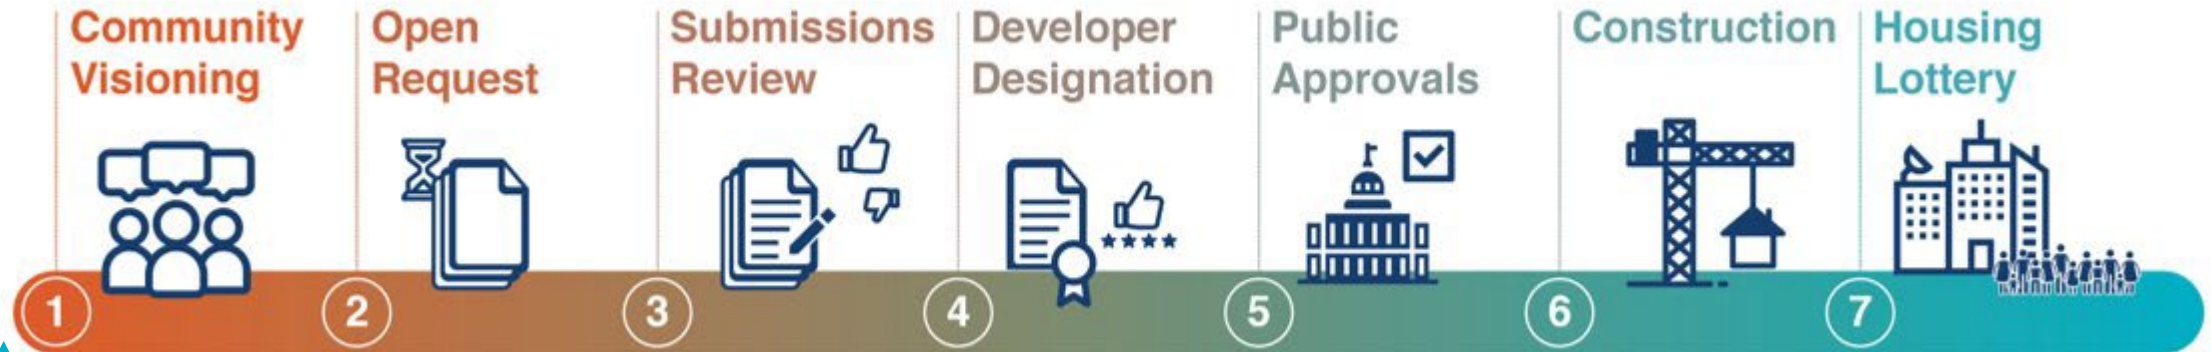 Community
Visioning
Open
Request
Submissions
Review
Developer
Designation
Public
Approvals
Construction
Housing
Lottery
1
2
3
4
5
6
7